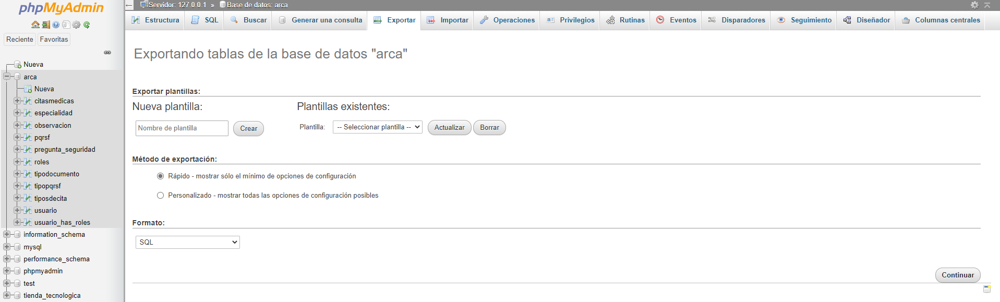 phpMyAdmin
Reciente Favoritas
Nueva
arca
Nueva
citasmedicas
especialidad
observacion
pqrsf
pregunta_seguridad
roles
tipodocumento
tipopqrsf
tiposdecita
usuario
usuario_has_roles
information_schema
mysql
performance_schema
phpmyadmin
test
tienda_tecnologica
Servidor: 127.0.0.1 » Base de datos: arca
Estructura SQL Buscar Generar una consulta Exportar Importar Operaciones Privilegios Rutinas Eventos Disparadores Seguimiento Diseñador Columnas centrales
Exportando tablas de la base de datos "arca"
Exportar plantillas:
Nueva plantilla: Plantillas existentes:
Nombre de plantilla Crear Plantilla: -- Seleccionar plantilla -- Actualizar Borrar
Método de exportación:
Rápido - mostrar sólo el mínimo de opciones de configuración
Personalizado - mostrar todas las opciones de configuración posibles
Formato:
SQL
Continuar